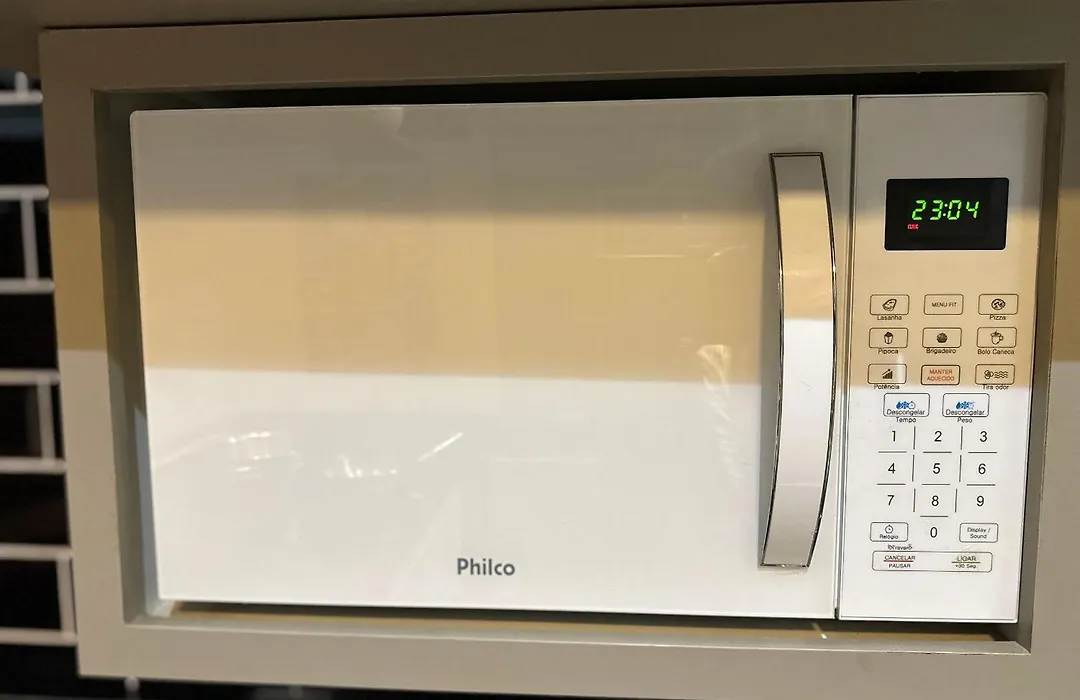 23:04
MENU FIT
Lasanha
Pizza
Pipoca
Brigadeiro
Bolo Caneca
MANTER
AQUECIDO
Potência
Tira odor
Descongelar
Tempo
Descongelar
Peso
1 2 3
4 5 6
7 8 9
0
Relógio
Display /
Sound
CANCELAR
PAUSAR
LIGAR
+30 Seg.
Philco